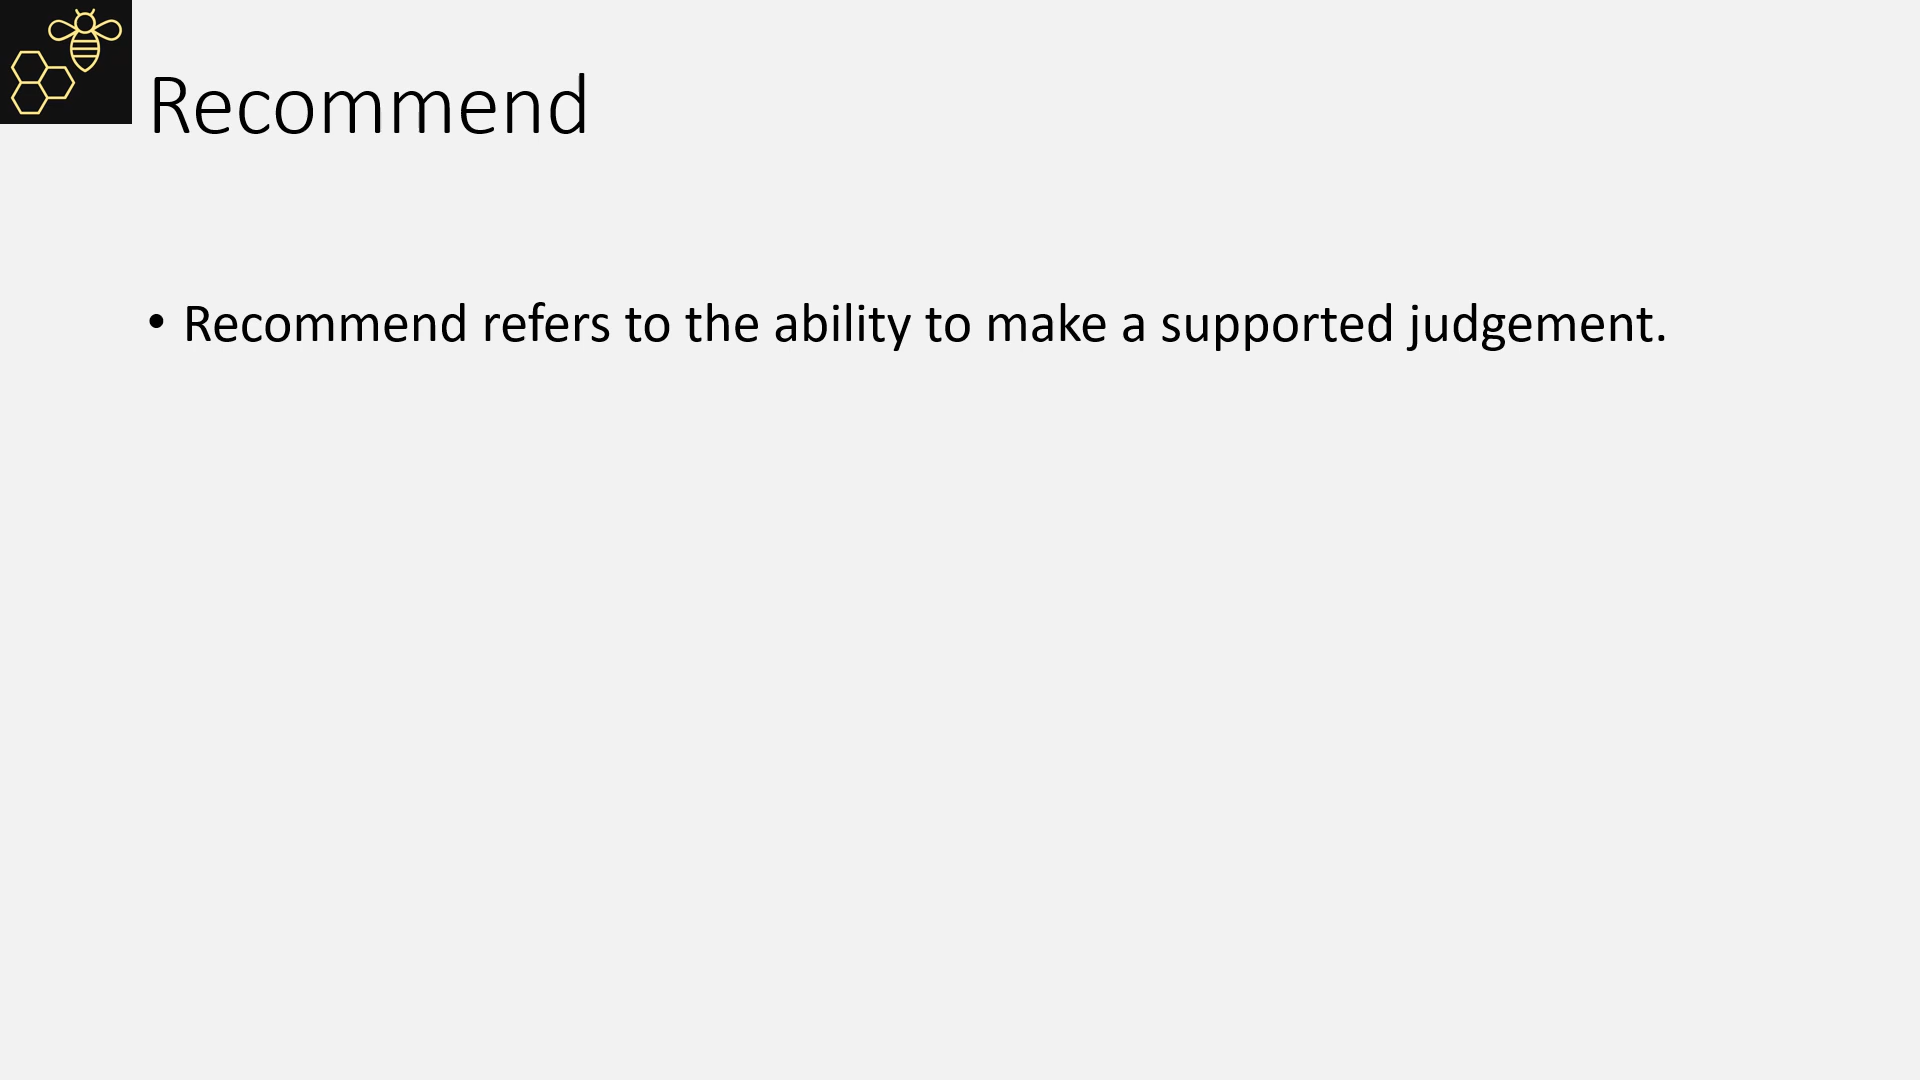 Recommend
• Recommend refers to the ability to make a supported judgement.